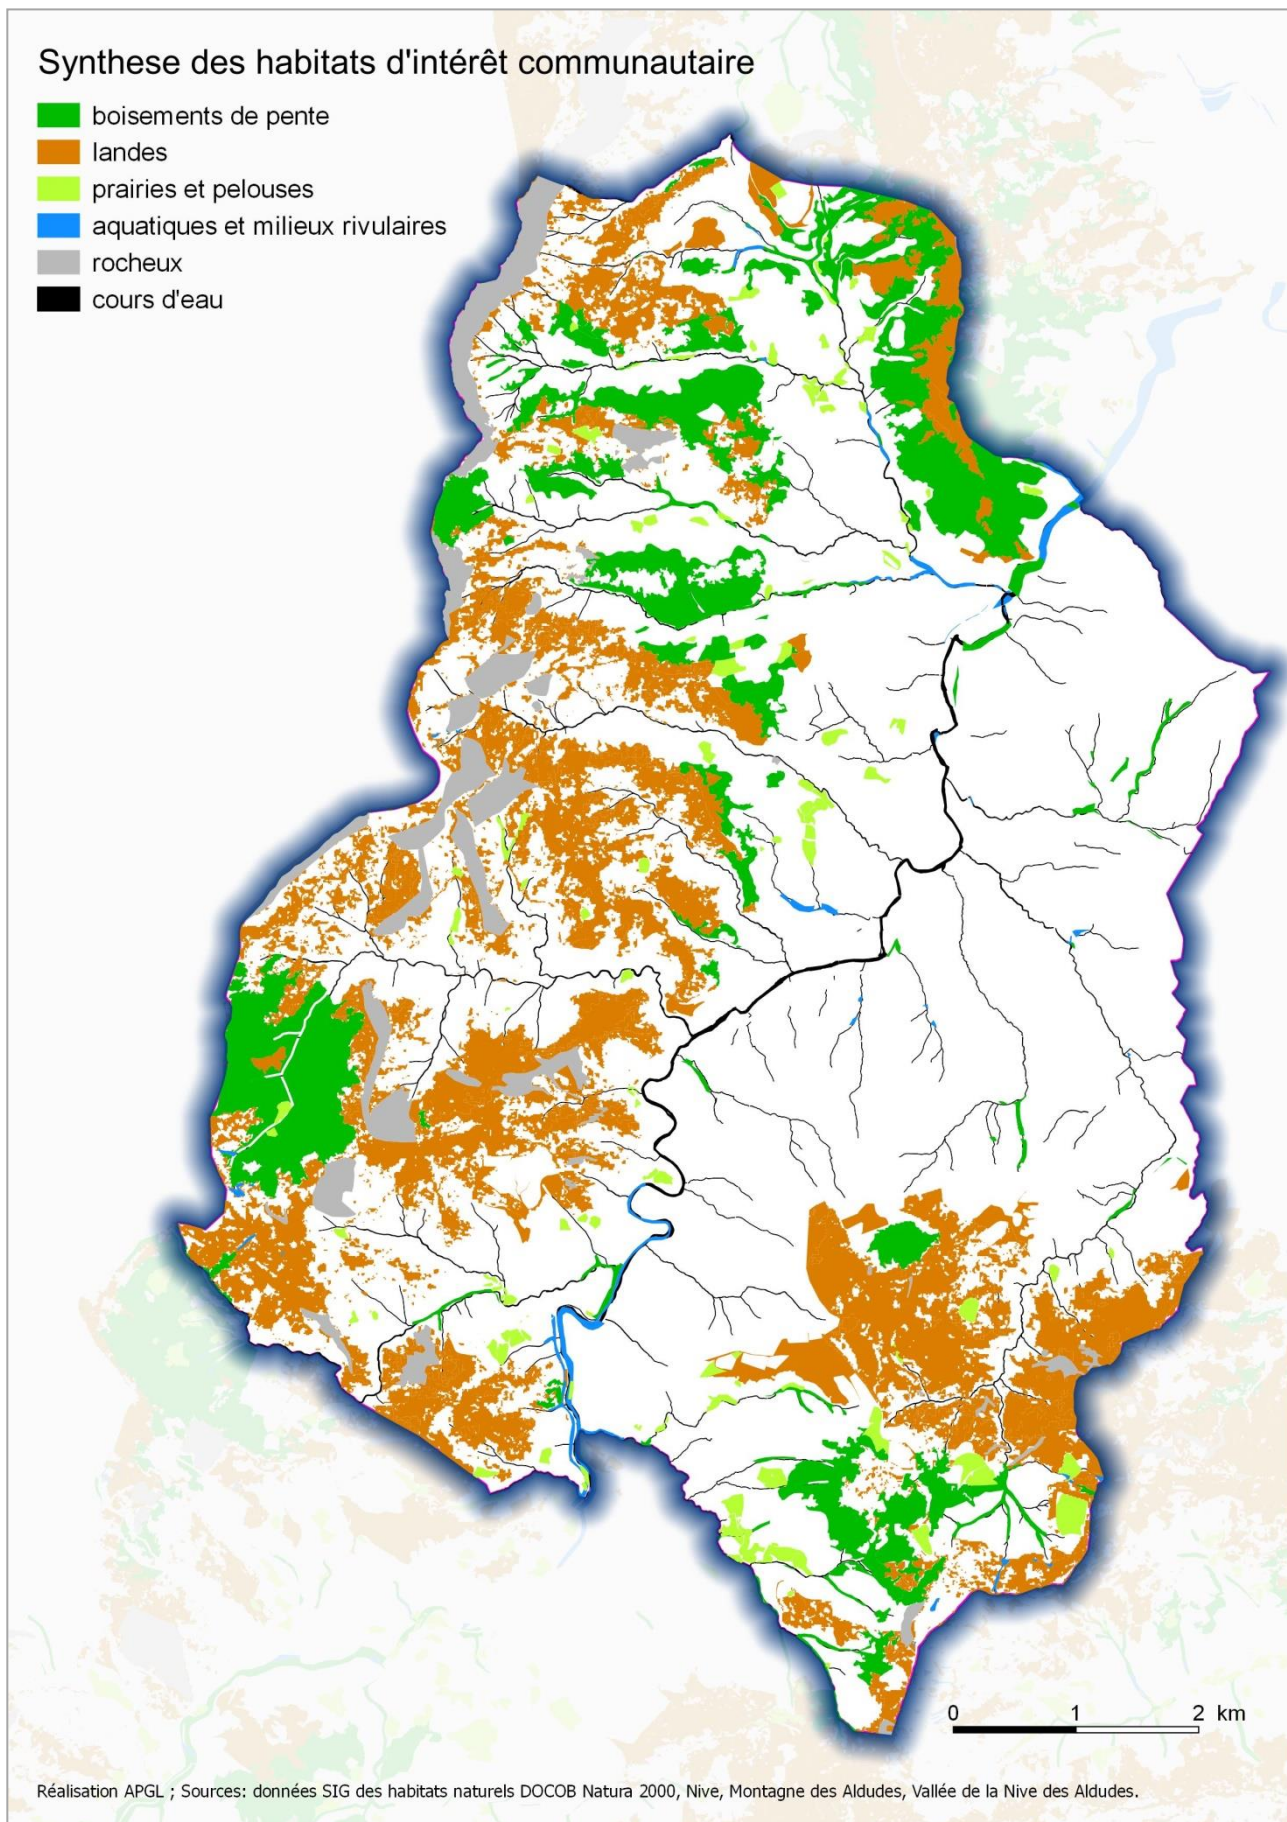 Synthese des habitats d'intérêt communautaire
boisements de pente
landes
prairies et pelouses
aquatiques et milieux rivulaires
rocheux
cours d'eau
0 1 2 km
Réalisation APGL ; Sources: données SIG des habitats naturels DOCOB Natura 2000, Nive, Montagne des Aldudes, Vallée de la Nive des Aldudes.